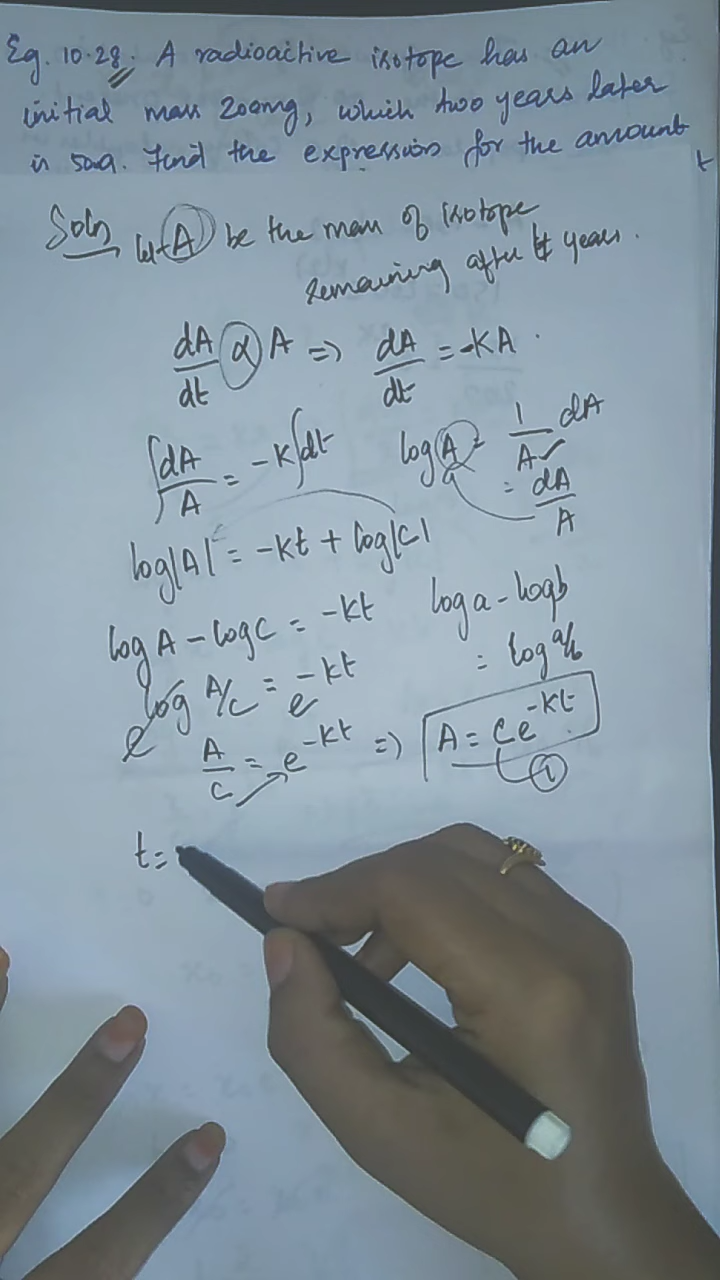 Eg. 10.28. A radioactive isotope has an
initial mass 200mg, which two years later
is 50mg. Find the expression for the amount
t
Soln let A be the mass of isotope
remaining after t years.
dA/dt ∝ A => dA/dt = -KA.
∫dA/A = -K∫dt
log A = 1/A dA
= dA/A
log|A| = -Kt + log|C|
log A - log C = -Kt
log a - log b
= log a/b
e^(log A/C) = e^(-Kt)
A/C = e^(-Kt) => A = Ce^(-Kt)
①
t=